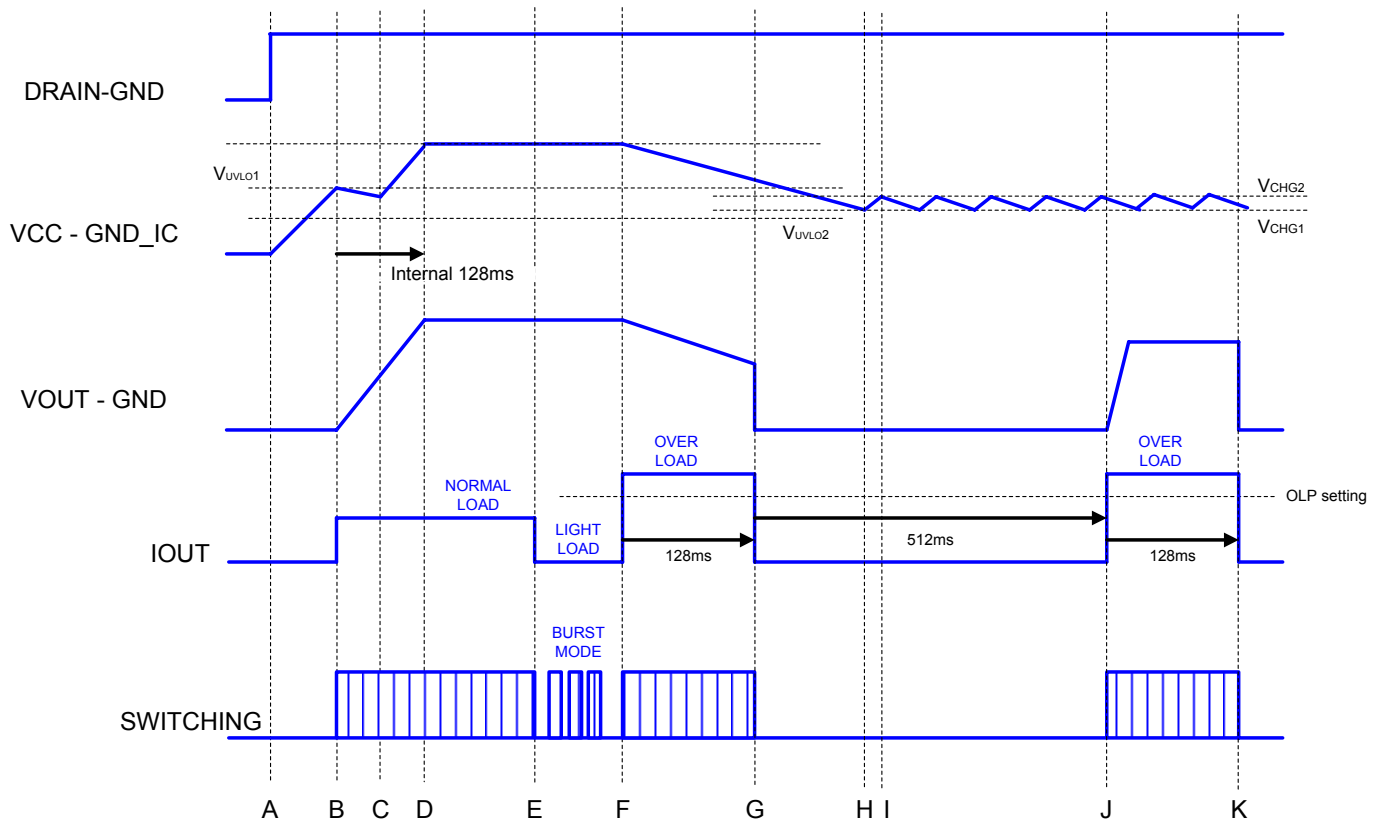 DRAIN-GND
VUVLO1
VCHG2
VCC - GND_IC
VUVLO2
VCHG1
Internal 128ms
VOUT - GND
OVER
LOAD
OVER
LOAD
NORMAL
LOAD
OLP setting
LIGHT
LOAD
IOUT
128ms
512ms
128ms
BURST
MODE
SWITCHING
A B C D E F G H I J K